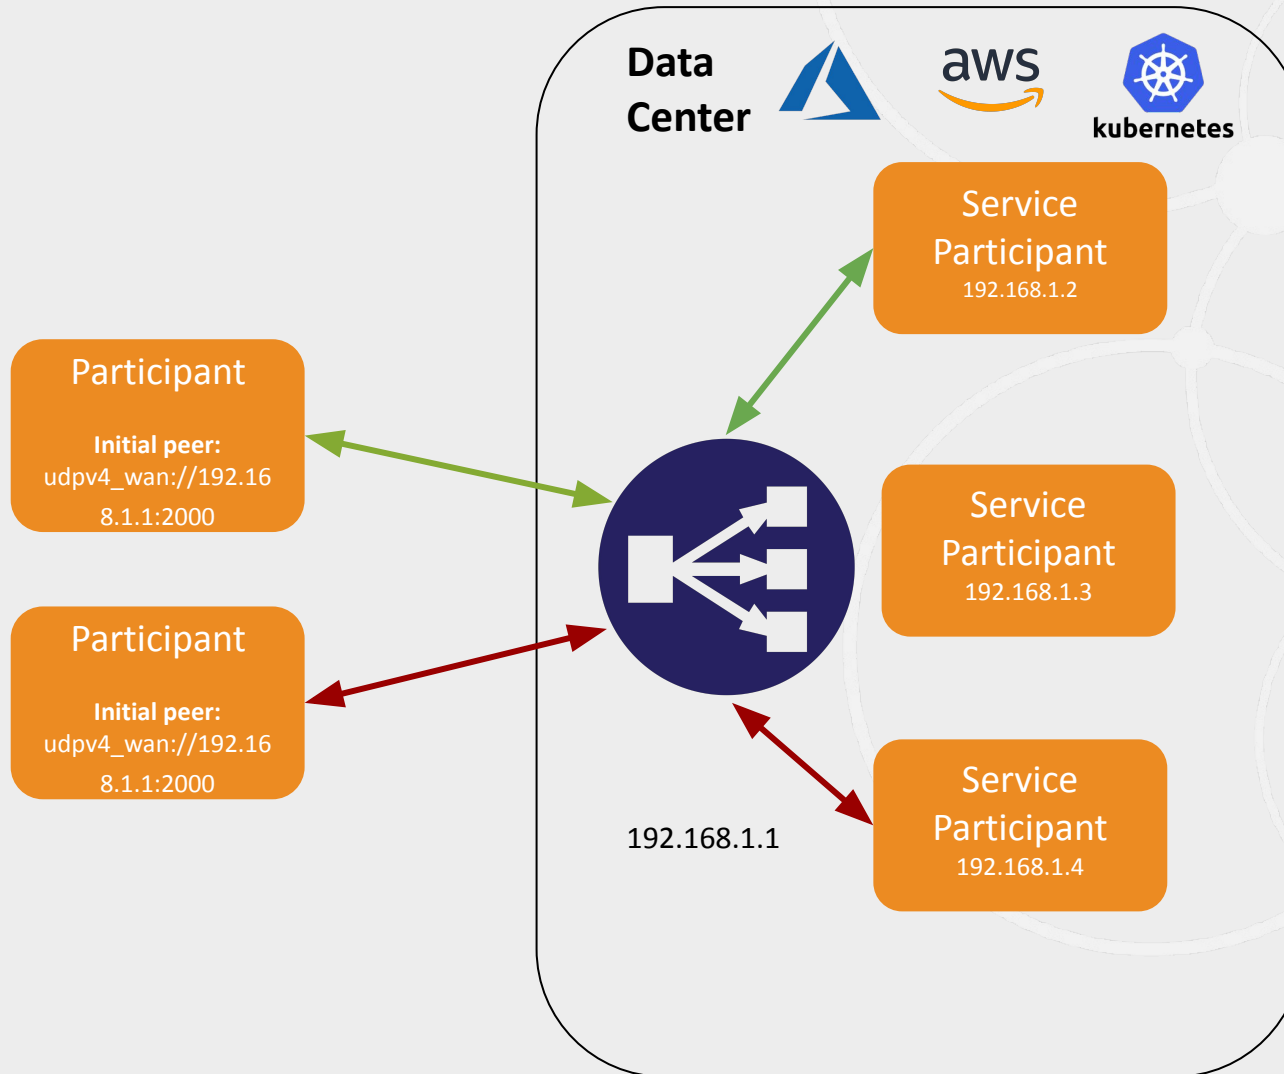 Data
Center
aws
kubernetes
Service
Participant
192.168.1.2
Participant
Initial peer:
udpv4_wan://192.16
8.1.1:2000
Service
Participant
192.168.1.3
Participant
Initial peer:
udpv4_wan://192.16
8.1.1:2000
192.168.1.1
Service
Participant
192.168.1.4